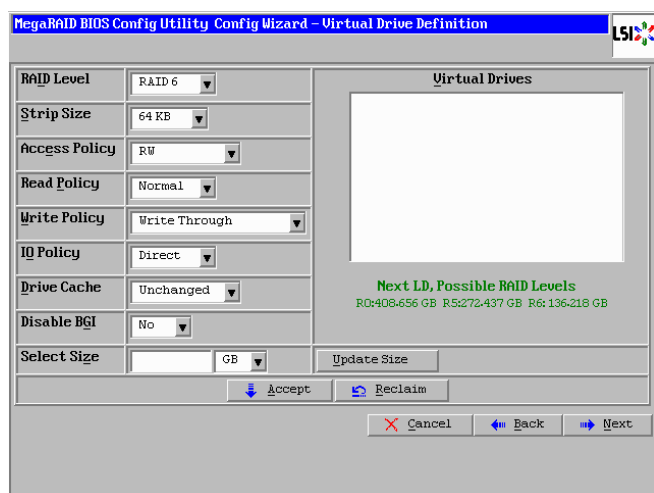 MegaRAID BIOS Config Utility Config Wizard – Virtual Drive Definition
LSI
RAID Level RAID 6
Strip Size 64 KB
Access Policy RW
Read Policy Normal
Write Policy Write Through
IO Policy Direct
Drive Cache Unchanged
Disable BGI No
Select Size GB
Virtual Drives
Next LD, Possible RAID Levels
R0:408.656 GB R5:272.437 GB R6: 136.218 GB
Update Size
Accept Reclaim
Cancel Back Next